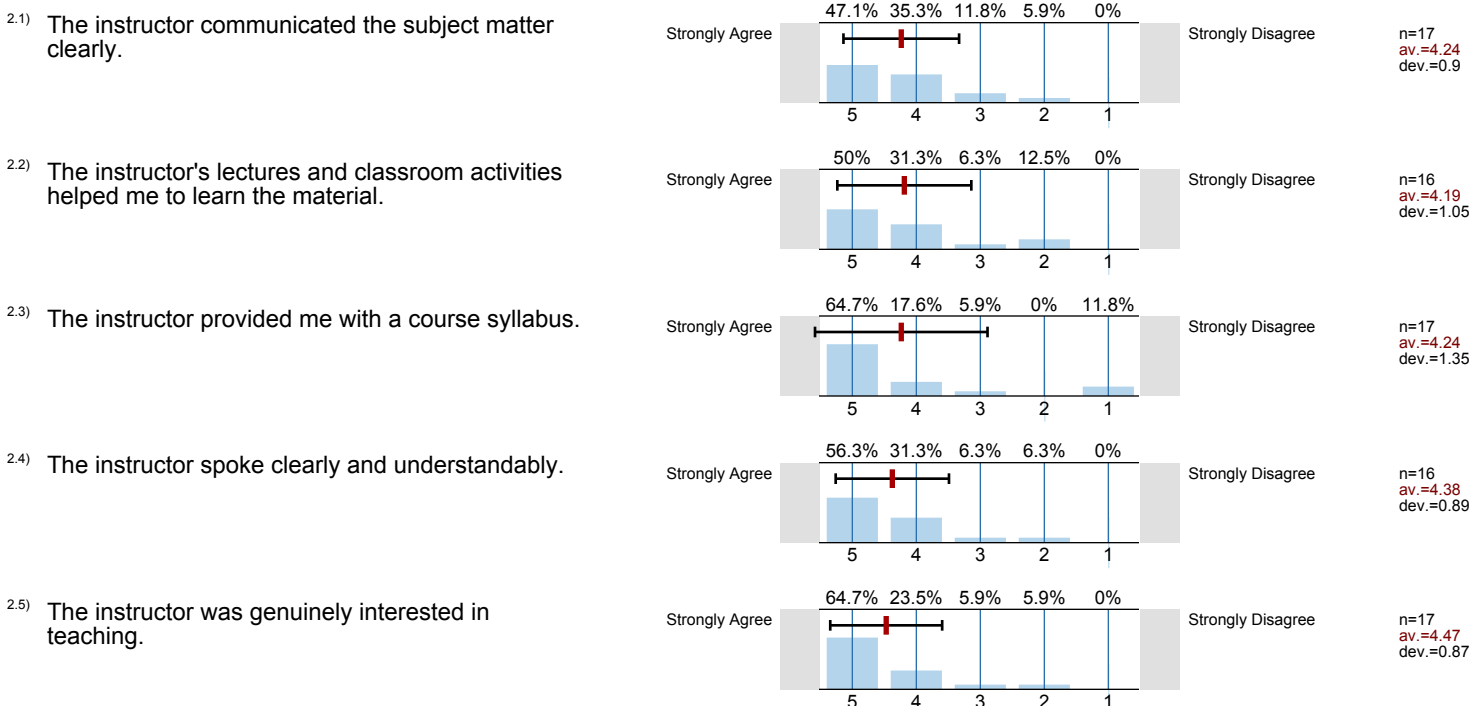 2.1) The instructor communicated the subject matter
clearly.
47.1% 35.3% 11.8% 5.9% 0%
Strongly Agree
Strongly Disagree
n=17
av.=4.24
dev.=0.9
5 4 3 2 1
2.2) The instructor's lectures and classroom activities
helped me to learn the material.
50% 31.3% 6.3% 12.5% 0%
Strongly Agree
Strongly Disagree
n=16
av.=4.19
dev.=1.05
5 4 3 2 1
2.3) The instructor provided me with a course syllabus.
64.7% 17.6% 5.9% 0% 11.8%
Strongly Agree
Strongly Disagree
n=17
av.=4.24
dev.=1.35
5 4 3 2 1
2.4) The instructor spoke clearly and understandably.
56.3% 31.3% 6.3% 6.3% 0%
Strongly Agree
Strongly Disagree
n=16
av.=4.38
dev.=0.89
5 4 3 2 1
2.5) The instructor was genuinely interested in
teaching.
64.7% 23.5% 5.9% 5.9% 0%
Strongly Agree
Strongly Disagree
n=17
av.=4.47
dev.=0.87
5 4 3 2 1